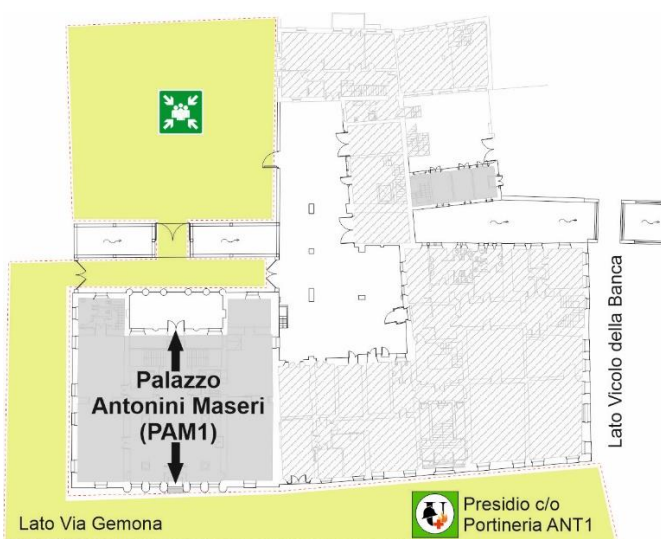 Palazzo
Antonini Maseri
(PAM1)
Lato Vicolo della Banca
Lato Via Gemona
Presidio c/o
Portineria ANT1